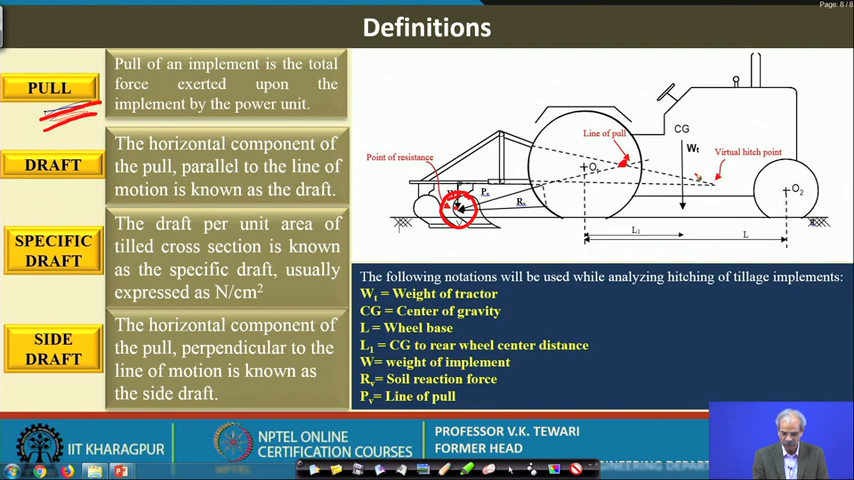 Page: 8 / 8
Definitions
PULL
Pull of an implement is the total
force exerted upon the
implement by the power unit.
DRAFT
The horizontal component of
the pull, parallel to the line of
motion is known as the draft.
SPECIFIC
DRAFT
The draft per unit area of
tilled cross section is known
as the specific draft, usually
expressed as N/cm²
SIDE
DRAFT
The horizontal component of
the pull, perpendicular to the
line of motion is known as
the side draft.
Line of pull
CG
Wt
Virtual hitch point
Point of resistance
O
O2
Pv
Rv
L1
L
The following notations will be used while analyzing hitching of tillage implements:
Wt = Weight of tractor
CG = Center of gravity
L = Wheel base
L1 = CG to rear wheel center distance
W= weight of implement
Rv= Soil reaction force
Pv= Line of pull
IIT KHARAGPUR
NPTEL ONLINE
CERTIFICATION COURSES
NPTEL
PROFESSOR V.K. TEWARI
FORMER HEAD